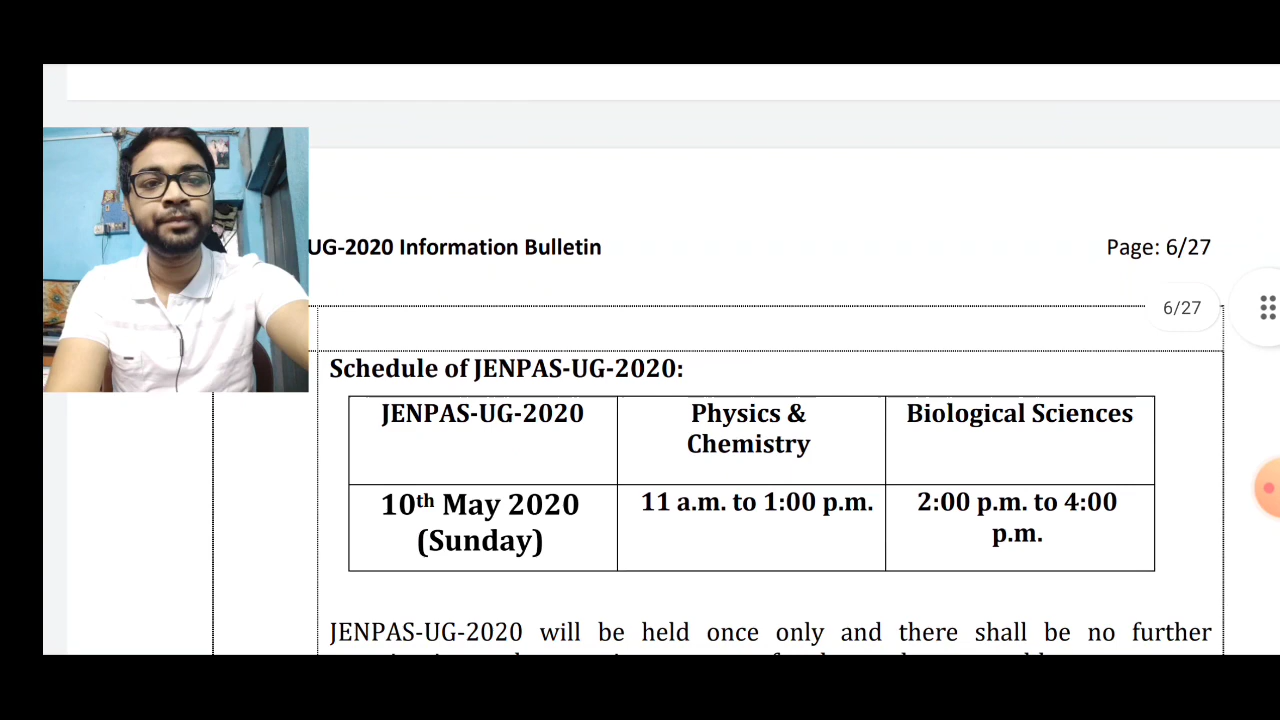 UG-2020 Information Bulletin
Page: 6/27
6/27
Schedule of JENPAS-UG-2020:
JENPAS-UG-2020
Physics &
Chemistry
Biological Sciences
10th May 2020
(Sunday)
11 a.m. to 1:00 p.m.
2:00 p.m. to 4:00
p.m.
JENPAS-UG-2020 will be held once only and there shall be no further